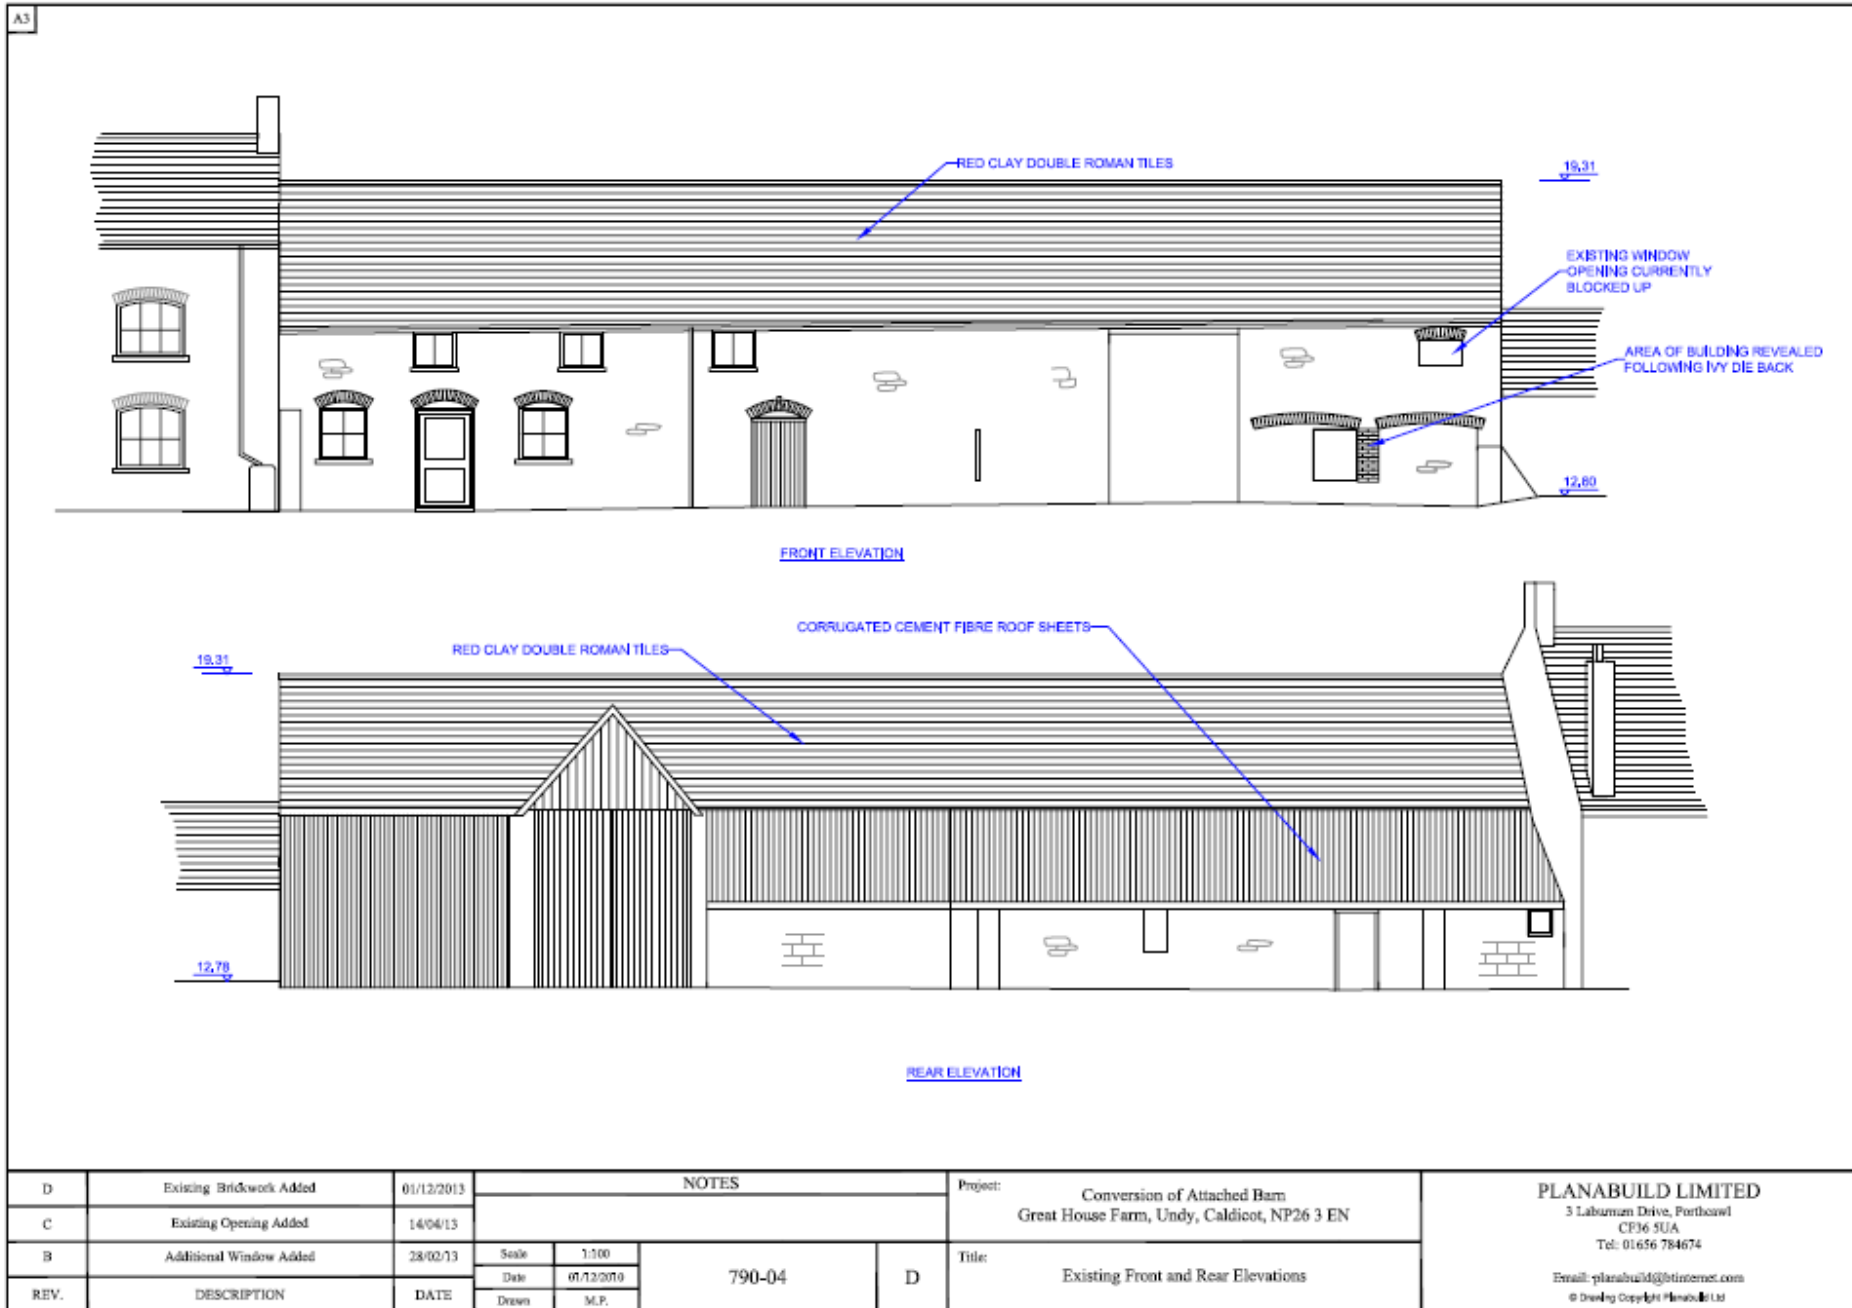 A3
RED CLAY DOUBLE ROMAN TILES
19.31
EXISTING WINDOW
OPENING CURRENTLY
BLOCKED UP
AREA OF BUILDING REVEALED
FOLLOWING IVY DIE BACK
12.60
FRONT ELEVATION
CORRUGATED CEMENT FIBRE ROOF SHEETS
RED CLAY DOUBLE ROMAN TILES
19.31
12.78
REAR ELEVATION
D Existing Brickwork Added 01/12/2013
C Existing Opening Added 14/04/13
B Additional Window Added 28/02/13
REV. DESCRIPTION DATE
NOTES
Scale 1:100
Date 01/12/2010
Drawn M.P.
790-04
D
Project:
Conversion of Attached Barn
Great House Farm, Undy, Caldicot, NP26 3 EN
Title:
Existing Front and Rear Elevations
PLANABUILD LIMITED
3 Laburnum Drive, Porthcawl
CF36 5UA
Tel: 01656 784674
Email: planabuild@btinternet.com
© Drawing Copyright Planabuild Ltd